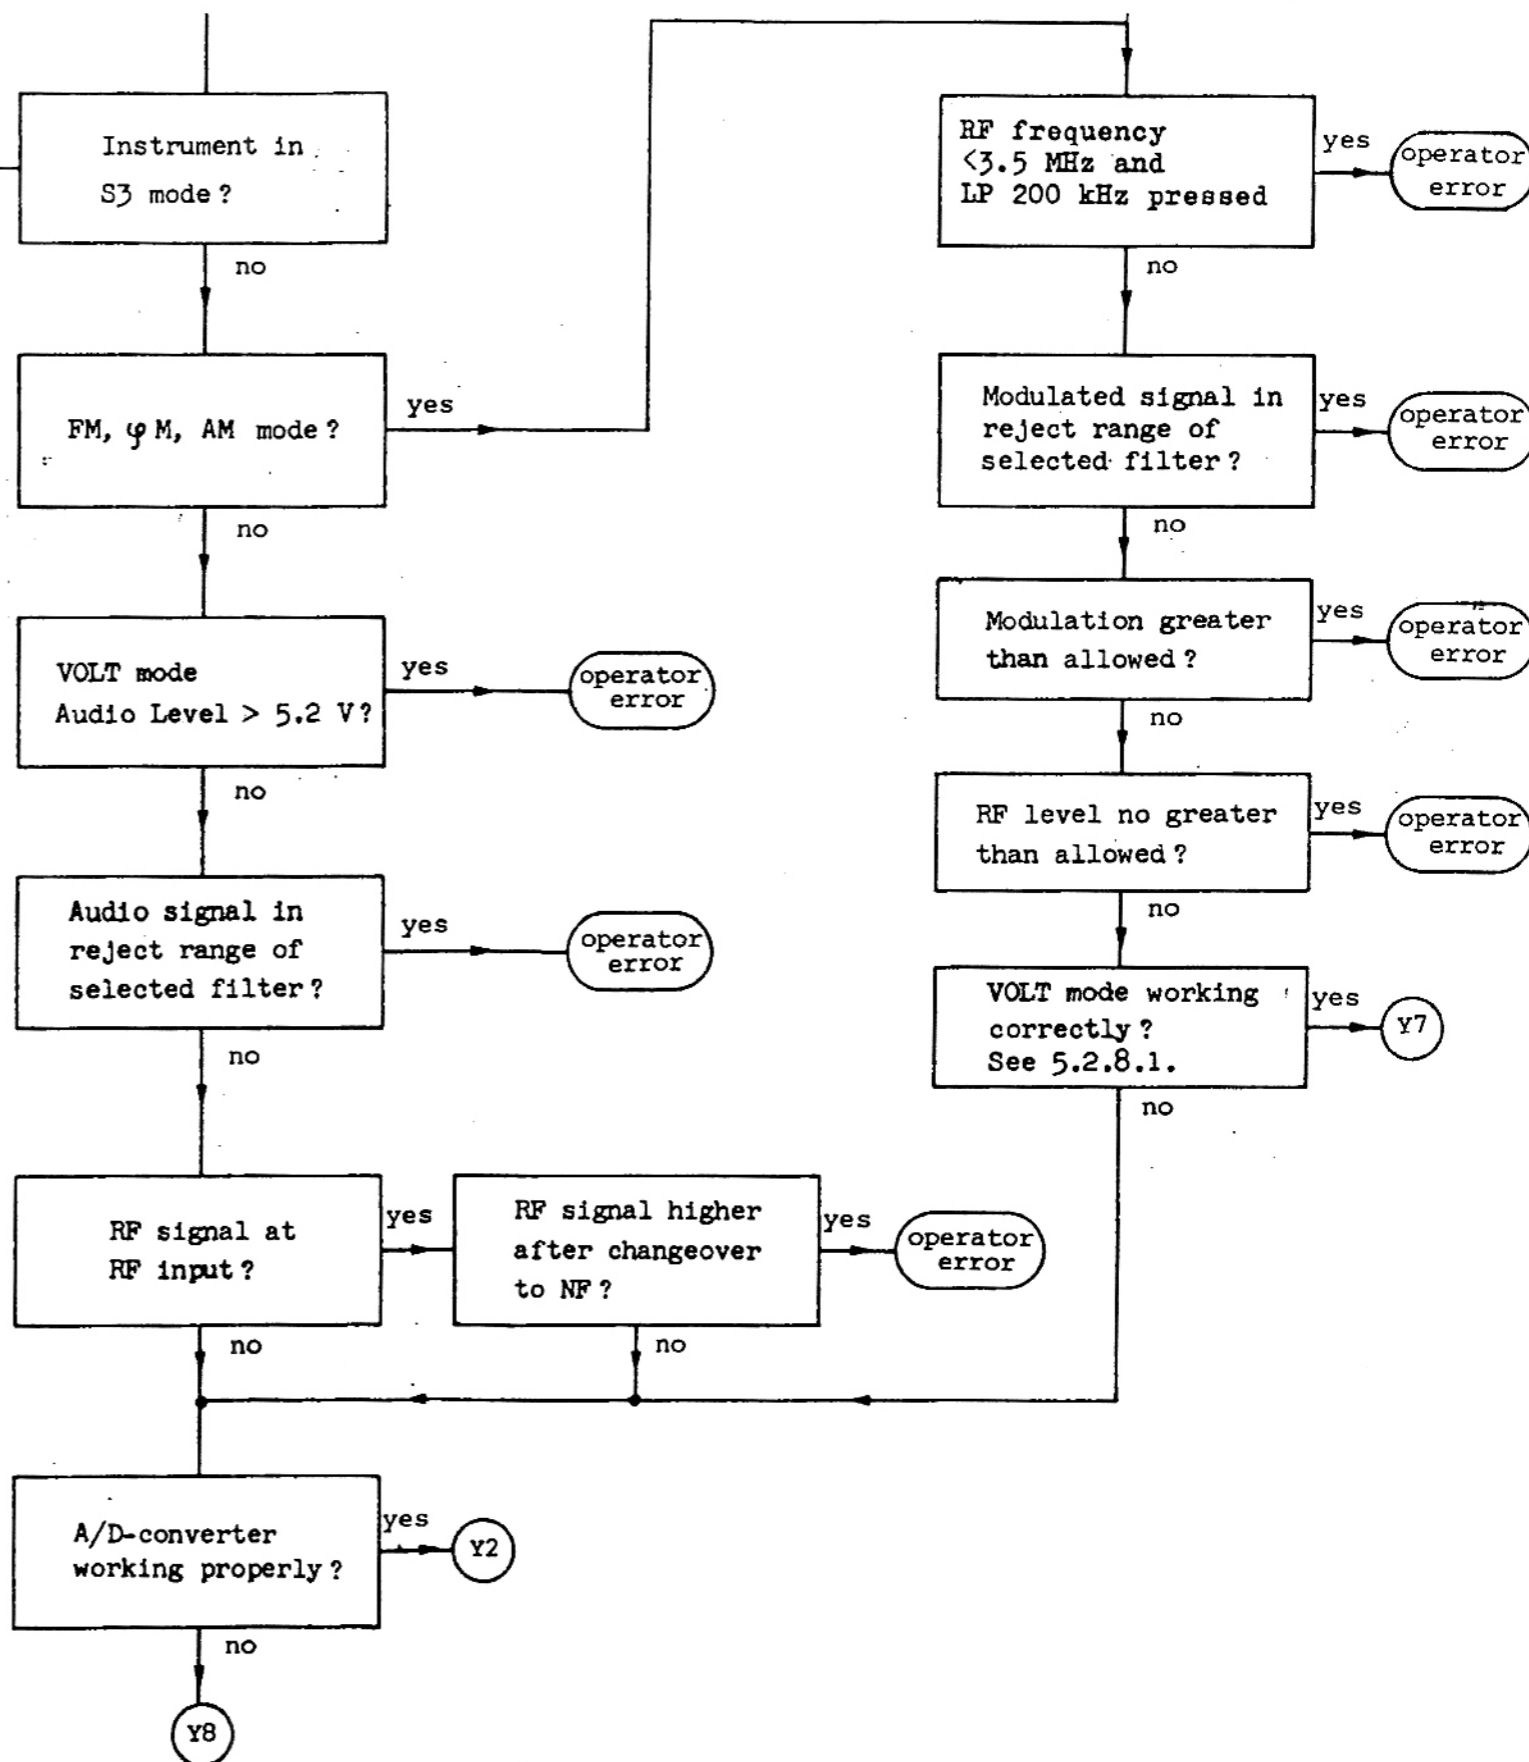 Instrument in
S3 mode?
no
FM, φM, AM mode?
yes
no
VOLT mode
Audio Level > 5.2 V?
yes
operator
error
no
Audio signal in
reject range of
selected filter?
yes
operator
error
no
RF signal at
RF input?
yes
RF signal higher
after changeover
to NF?
yes
operator
error
no
no
A/D-converter
working properly?
yes
Y2
no
Y8
RF frequency
<3.5 MHz and
LP 200 kHz pressed
yes
operator
error
no
Modulated signal in
reject range of
selected filter?
yes
operator
error
no
Modulation greater
than allowed?
yes
operator
error
no
RF level no greater
than allowed?
yes
operator
error
no
VOLT mode working
correctly?
See 5.2.8.1.
yes
Y7
no